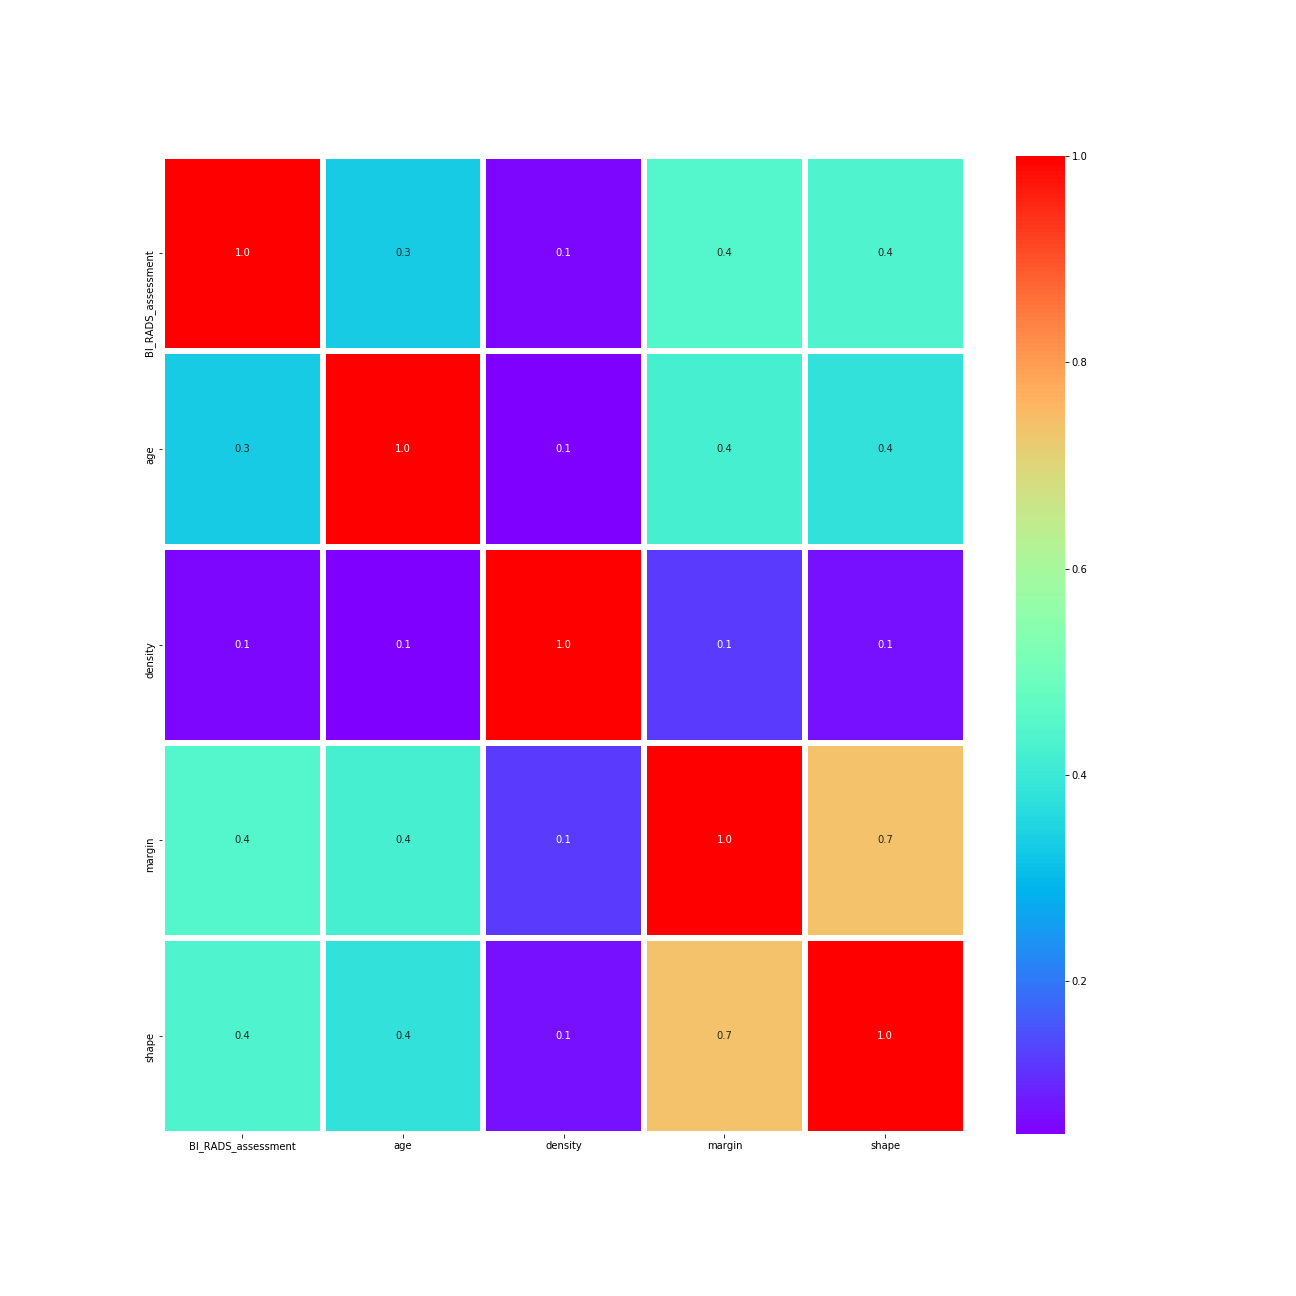 BI_RADS_assessment 1.0 0.3 0.1 0.4 0.4
age 0.3 1.0 0.1 0.4 0.4
density 0.1 0.1 1.0 0.1 0.1
margin 0.4 0.4 0.1 1.0 0.7
shape 0.4 0.4 0.1 0.7 1.0
BI_RADS_assessment age density margin shape
1.0
0.8
0.6
0.4
0.2